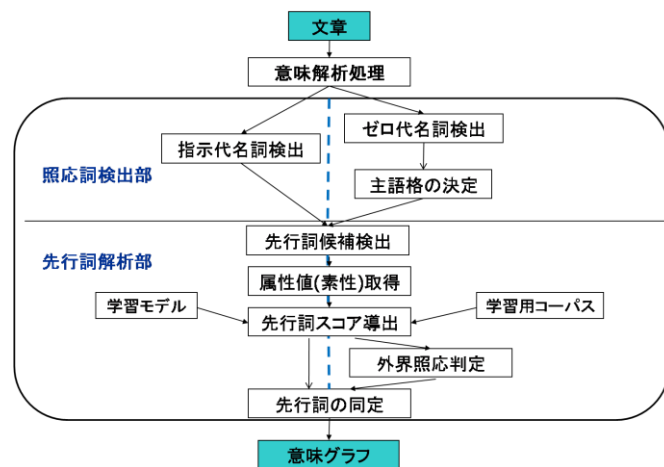 文章
意味解析処理
ゼロ代名詞検出
指示代名詞検出
照応詞検出部
主語格の決定
先行詞候補検出
先行詞解析部
属性値(素性)取得
学習モデル
学習用コーパス
先行詞スコア導出
外界照応判定
先行詞の同定
意味グラフ